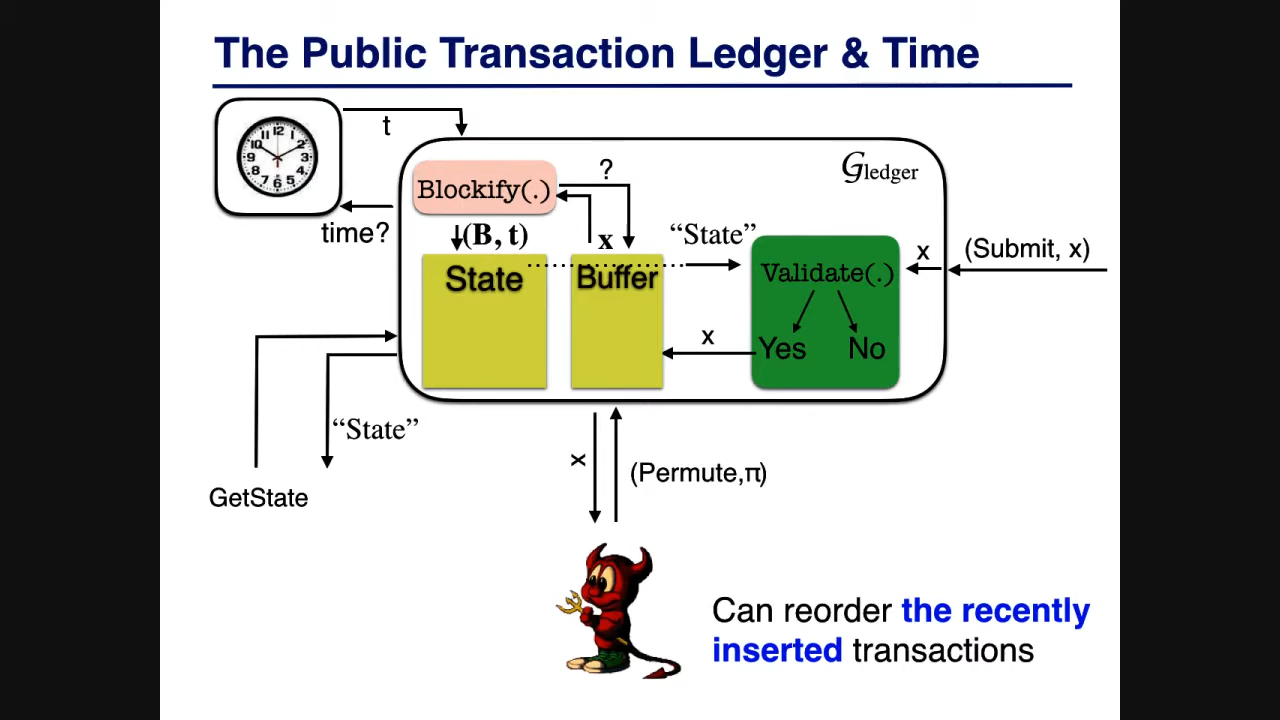 The Public Transaction Ledger & Time
t
𝒢ledger
Blockify(.)
?
time?
(B, t)
x
"State"
x
(Submit, x)
State
Buffer
Validate(.)
x
Yes
No
"State"
x
(Permute,π)
GetState
Can reorder the recently
inserted transactions